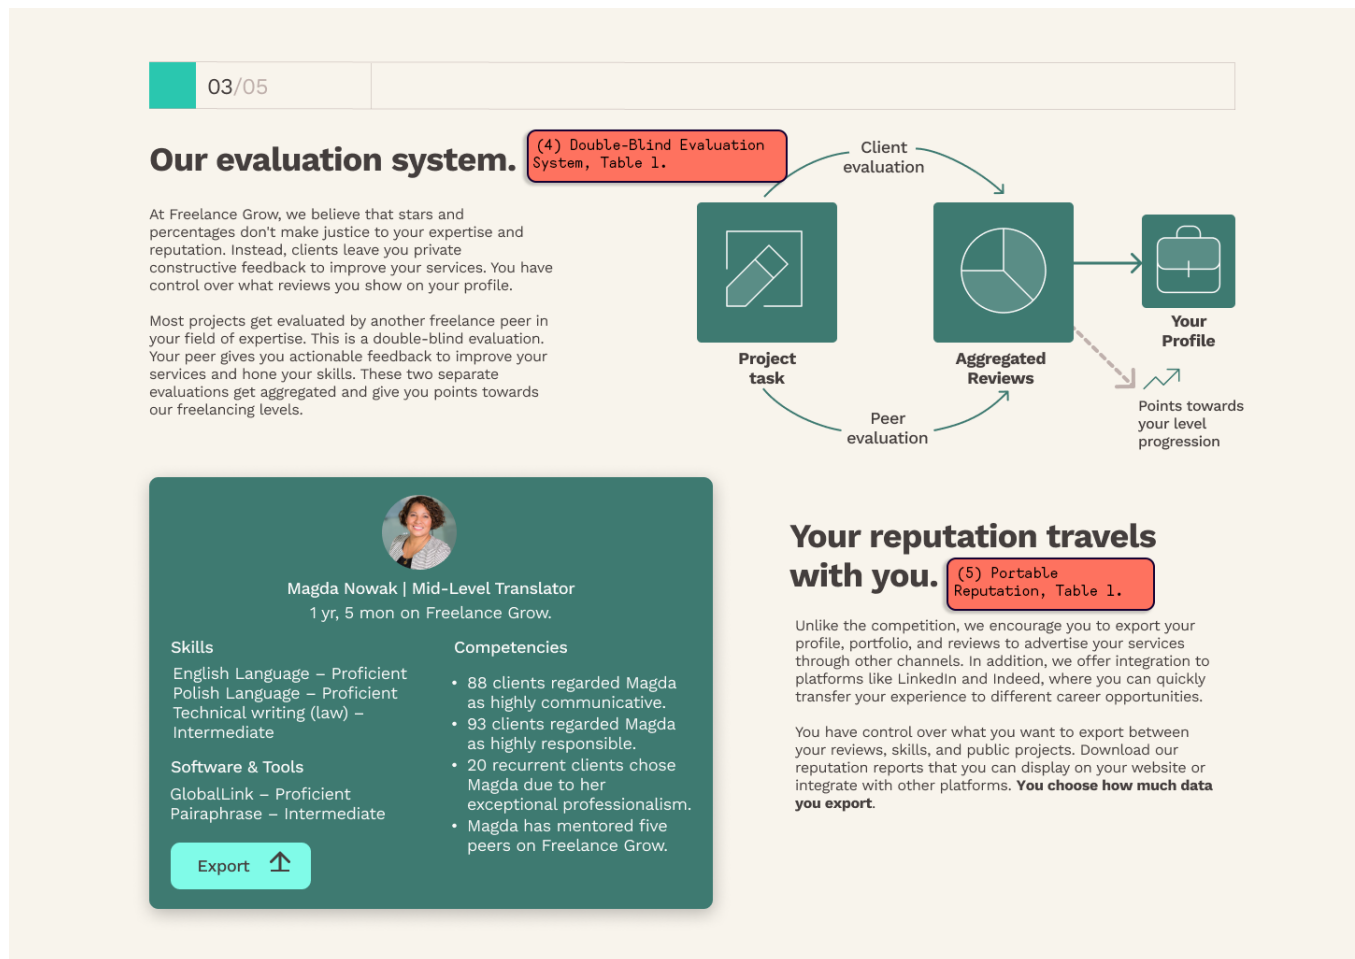 03/05
Our evaluation system.
(4) Double-Blind Evaluation
System, Table 1.
At Freelance Grow, we believe that stars and
percentages don't make justice to your expertise and
reputation. Instead, clients leave you private
constructive feedback to improve your services. You have
control over what reviews you show on your profile.
Most projects get evaluated by another freelance peer in
your field of expertise. This is a double-blind evaluation.
Your peer gives you actionable feedback to improve your
services and hone your skills. These two separate
evaluations get aggregated and give you points towards
our freelancing levels.
Client
evaluation
Project
task
Aggregated
Reviews
Your
Profile
Peer
evaluation
Points towards
your level
progression
Magda Nowak | Mid-Level Translator
1 yr, 5 mon on Freelance Grow.
Skills
English Language – Proficient
Polish Language – Proficient
Technical writing (law) –
Intermediate
Software & Tools
GlobalLink – Proficient
Pairaphrase – Intermediate
Export
Competencies
• 88 clients regarded Magda
as highly communicative.
• 93 clients regarded Magda
as highly responsible.
• 20 recurrent clients chose
Magda due to her
exceptional professionalism.
• Magda has mentored five
peers on Freelance Grow.
Your reputation travels
with you.
(5) Portable
Reputation, Table 1.
Unlike the competition, we encourage you to export your
profile, portfolio, and reviews to advertise your services
through other channels. In addition, we offer integration to
platforms like LinkedIn and Indeed, where you can quickly
transfer your experience to different career opportunities.
You have control over what you want to export between
your reviews, skills, and public projects. Download our
reputation reports that you can display on your website or
integrate with other platforms. You choose how much data
you export.